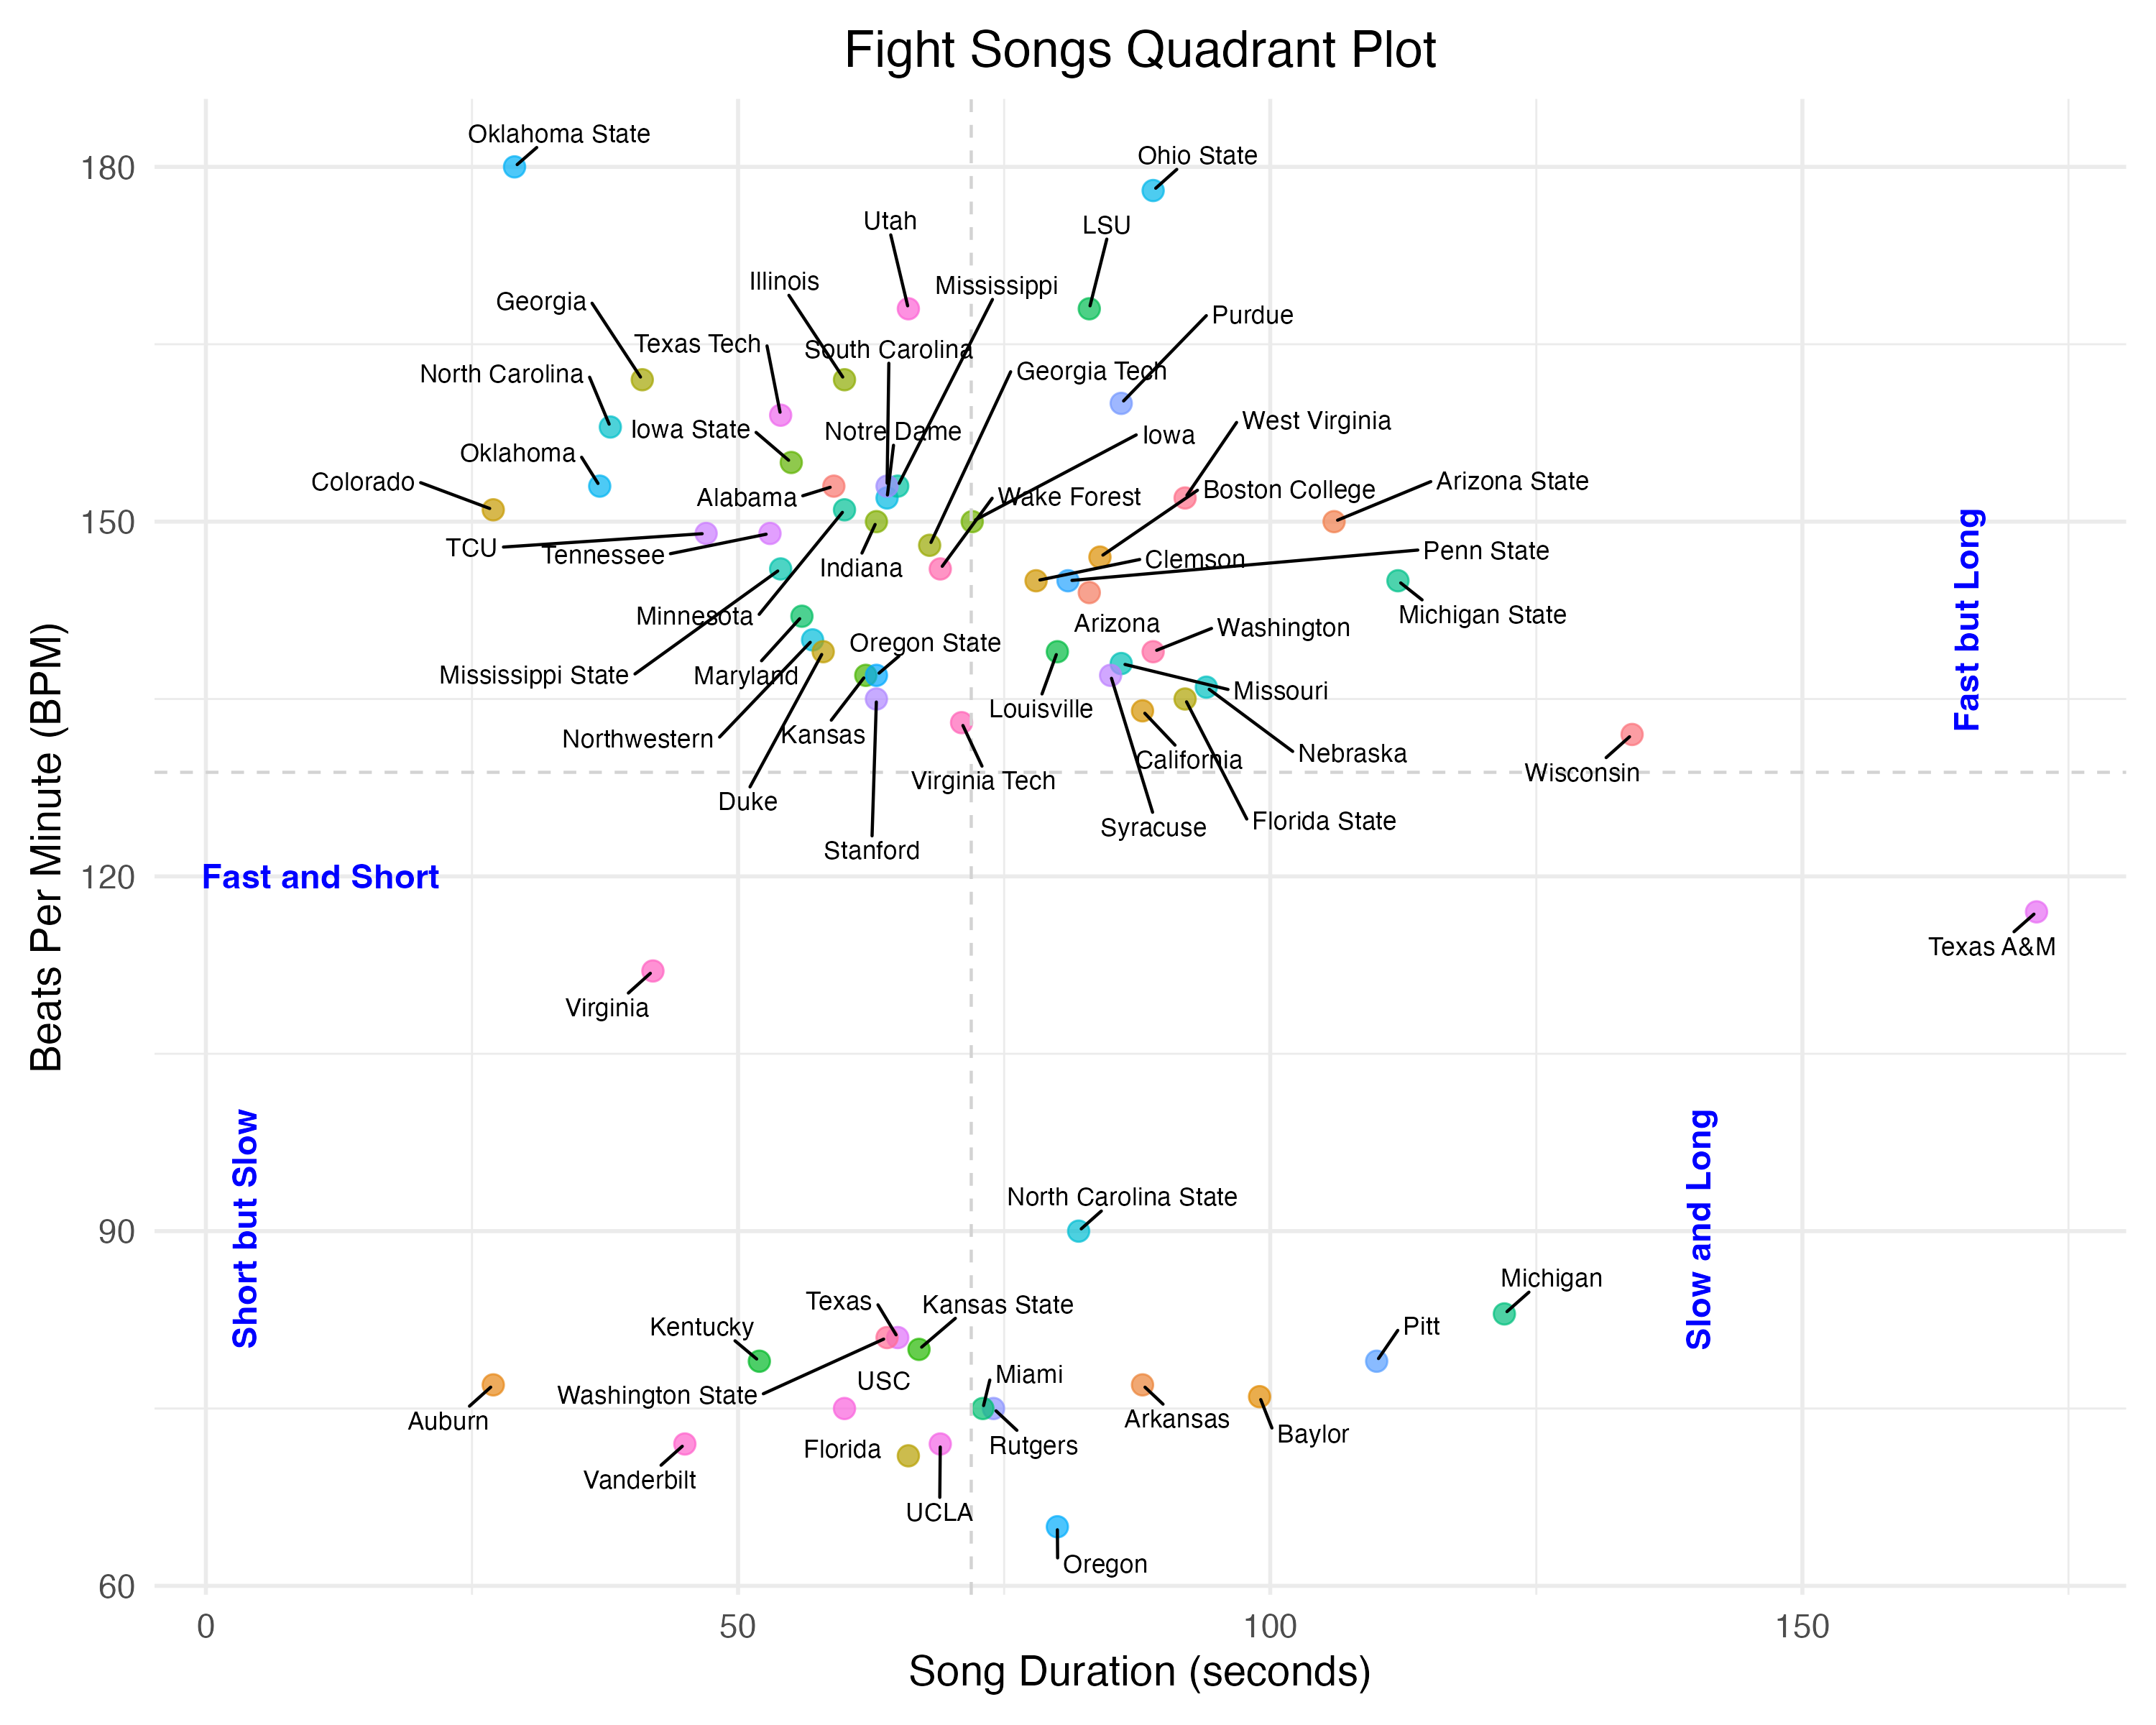 Fight Songs Quadrant Plot
Oklahoma State
Ohio State
180
Utah
LSU
Illinois
Mississippi
Georgia
Purdue
Texas Tech
South Carolina
North Carolina
Georgia Tech
West Virginia
Iowa State
Notre Dame
Iowa
Oklahoma
Colorado
Arizona State
Alabama
Wake Forest
Boston College
150
TCU
Tennessee
Penn State
Clemson
Indiana
Minnesota
Michigan State
Arizona
Washington
Oregon State
Mississippi State
Maryland
Missouri
Louisville
Northwestern
Kansas
Nebraska
California
Virginia Tech
Wisconsin
Duke
Florida State
Syracuse
Stanford
Fast but Long
120
Fast and Short
Texas A&M
Virginia
Beats Per Minute (BPM)
Short but Slow
Slow and Long
North Carolina State
90
Michigan
Texas
Kansas State
Kentucky
Pitt
USC
Miami
Washington State
Auburn
Arkansas
Baylor
Rutgers
Florida
Vanderbilt
UCLA
Oregon
60
0
50
100
150
Song Duration (seconds)